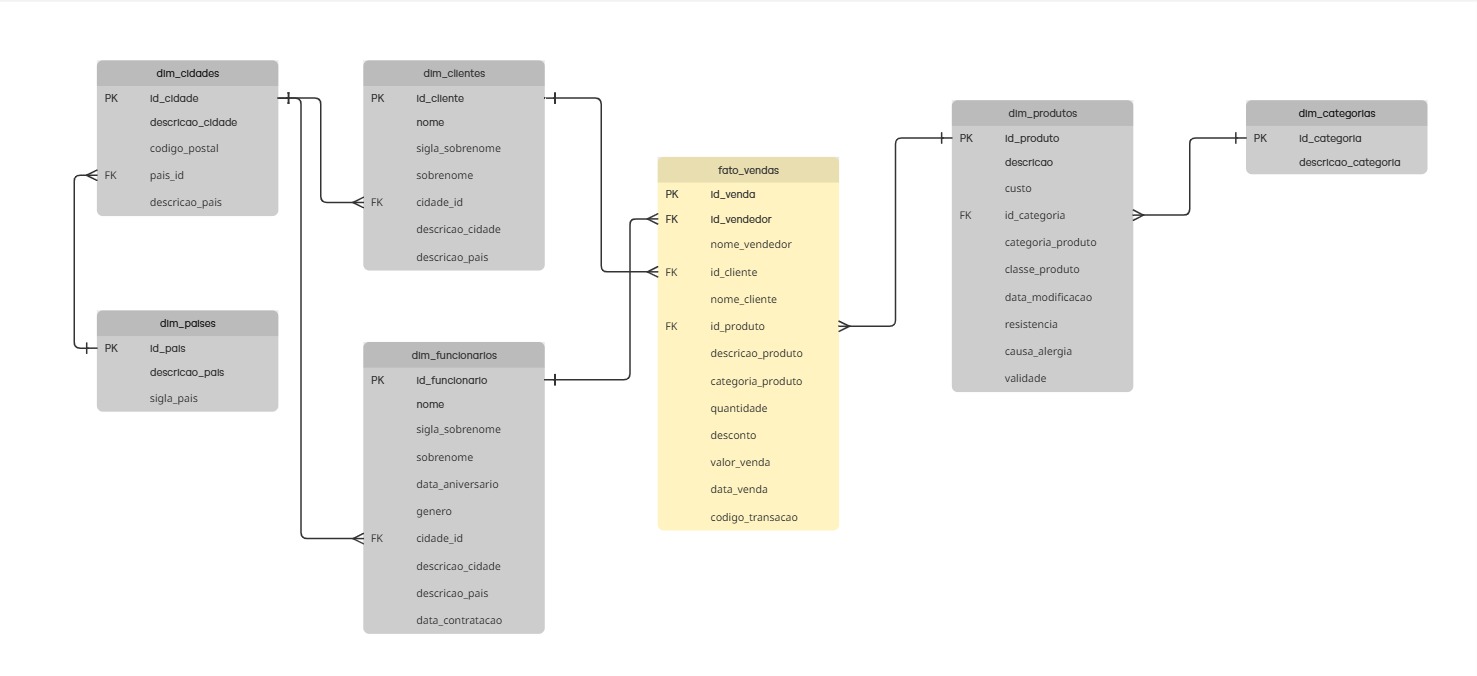 dim_cidades
PK id_cidade
descricao_cidade
codigo_postal
FK pais_id
descricao_pais
dim_paises
PK id_pais
descricao_pais
sigla_pais
dim_clientes
PK id_cliente
nome
sigla_sobrenome
sobrenome
FK cidade_id
descricao_cidade
descricao_pais
dim_funcionarios
PK id_funcionario
nome
sigla_sobrenome
sobrenome
data_aniversario
genero
FK cidade_id
descricao_cidade
descricao_pais
data_contratacao
fato_vendas
PK id_venda
FK id_vendedor
nome_vendedor
FK id_cliente
nome_cliente
FK id_produto
descricao_produto
categoria_produto
quantidade
desconto
valor_venda
data_venda
codigo_transacao
dim_produtos
PK id_produto
descricao
custo
FK id_categoria
categoria_produto
classe_produto
data_modificacao
resistencia
causa_alergia
validade
dim_categorias
PK id_categoria
descricao_categoria